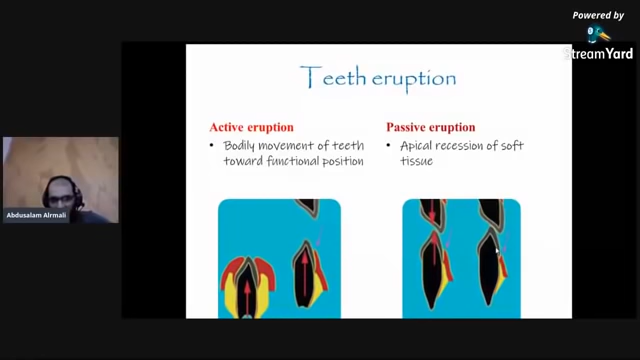 Powered by
StreamYard
Teeth eruption
Active eruption
• Bodily movement of teeth
toward functional position
Passive eruption
• Apical recession of soft
tissue
Abdusalam Alrmali